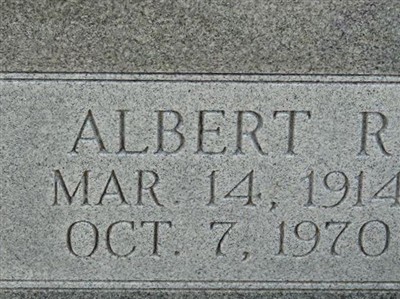 ALBERT R
MAR. 14, 1914
OCT. 7, 1970